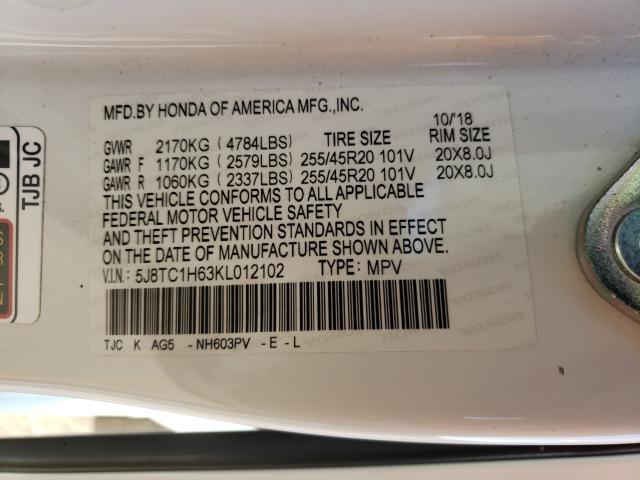 MFD.BY HONDA OF AMERICA MFG.,INC.
10/18
GVWR 2170KG ( 4784LBS) TIRE SIZE RIM SIZE
GAWR F 1170KG ( 2579LBS) 255/45R20 101V 20X8.0J
GAWR R 1060KG ( 2337LBS) 255/45R20 101V 20X8.0J
THIS VEHICLE CONFORMS TO ALL APPLICABLE
FEDERAL MOTOR VEHICLE SAFETY
AND THEFT PREVENTION STANDARDS IN EFFECT
ON THE DATE OF MANUFACTURE SHOWN ABOVE.
V.I.N.: 5J8TC1H63KL012102 TYPE: MPV
TJC K AG5 -NH603PV -E -L
TJB JC